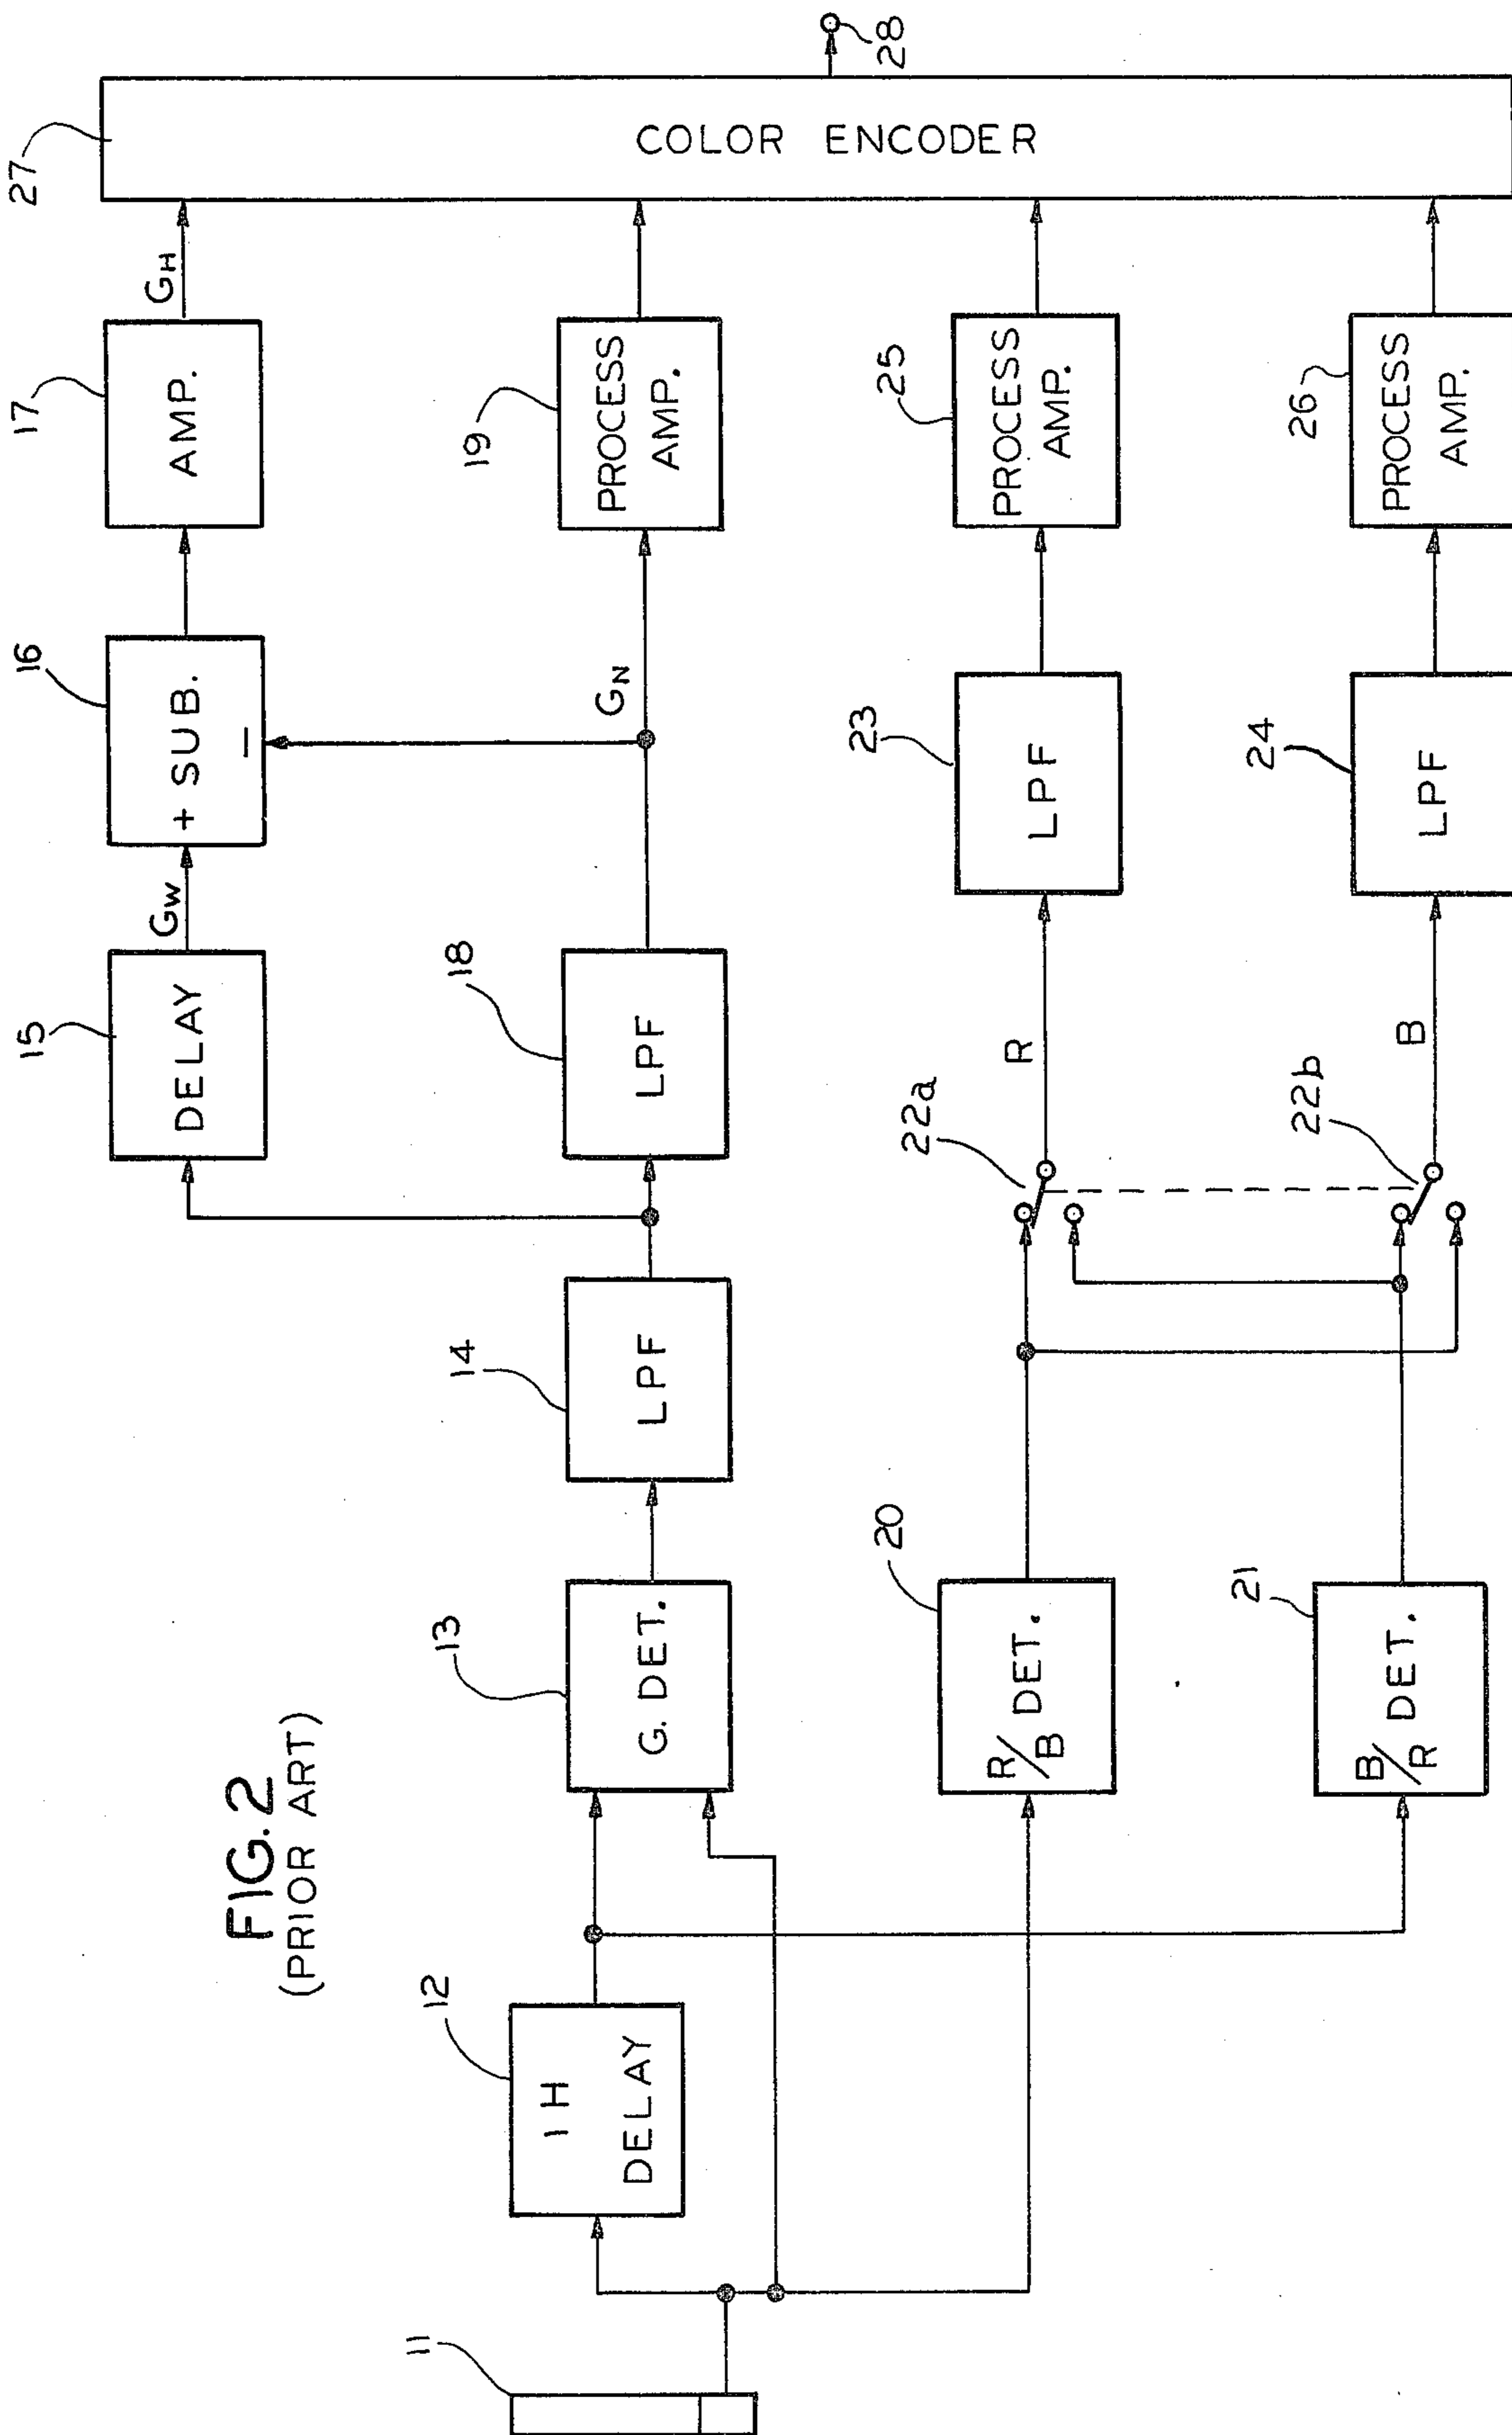 FIG. 2
(PRIOR ART)
11
12
1H
DELAY
13
G. DET.
14
LPF
15
DELAY
GW
16
+ SUB.
−
17
AMP.
GH
18
LPF
GN
19
PROCESS
AMP.
20
R/B DET.
21
B/R DET.
22a
R
22b
B
23
LPF
24
LPF
25
PROCESS
AMP.
26
PROCESS
AMP.
27
COLOR ENCODER
28